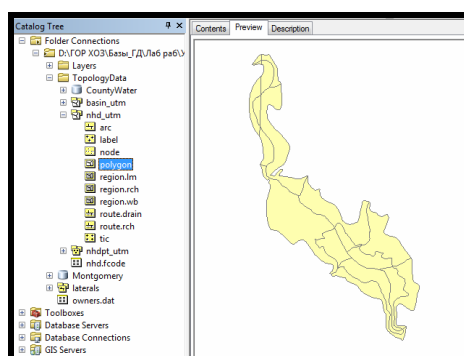 Catalog Tree
Contents Preview Description
Folder Connections
D:\ГОР ХОЗ\Базы_ГД\Лаб раб\У
Layers
TopologyData
CountyWater
basin_utm
nhd_utm
arc
label
node
polygon
region.lm
region.rch
region.wb
route.drain
route.rch
tic
nhdpt_utm
nhd.fcode
Montgomery
laterals
owners.dat
Toolboxes
Database Servers
Database Connections
GIS Servers